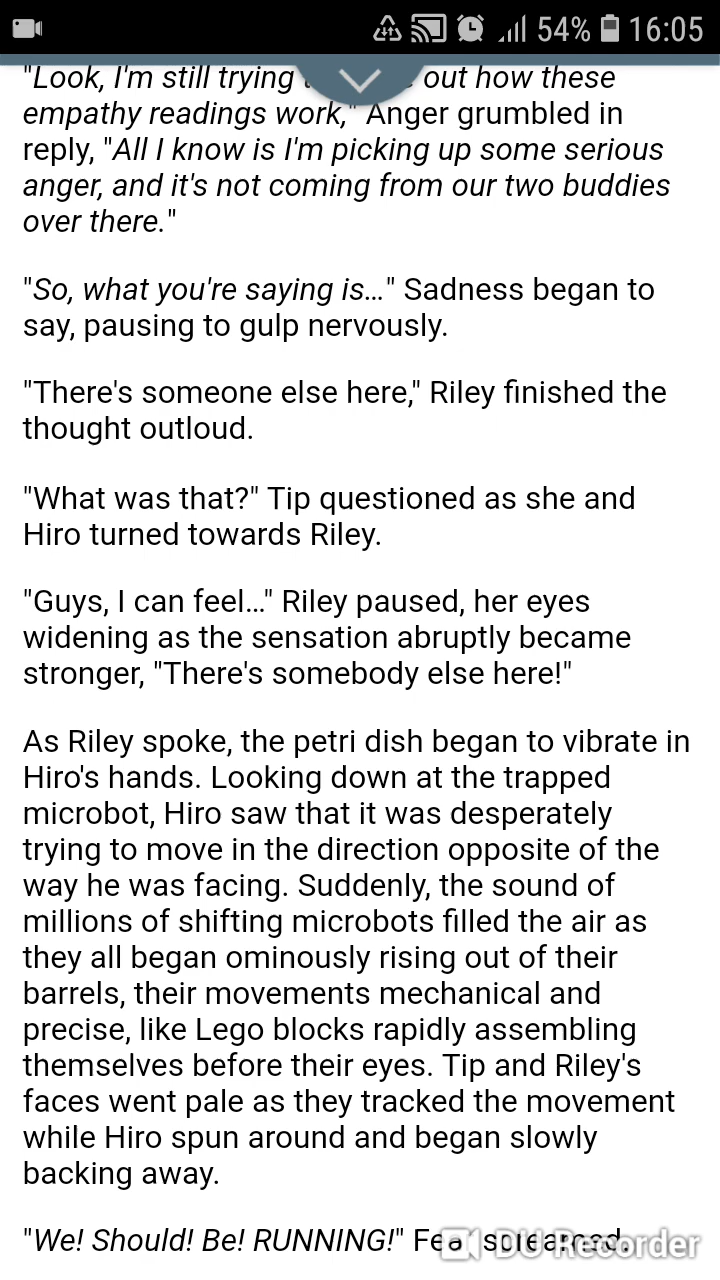 54% 16:05
"Look, I'm still trying out how these
empathy readings work," Anger grumbled in
reply, "All I know is I'm picking up some serious
anger, and it's not coming from our two buddies
over there."
"So, what you're saying is…" Sadness began to
say, pausing to gulp nervously.
"There's someone else here," Riley finished the
thought outloud.
"What was that?" Tip questioned as she and
Hiro turned towards Riley.
"Guys, I can feel…" Riley paused, her eyes
widening as the sensation abruptly became
stronger, "There's somebody else here!"
As Riley spoke, the petri dish began to vibrate in
Hiro's hands. Looking down at the trapped
microbot, Hiro saw that it was desperately
trying to move in the direction opposite of the
way he was facing. Suddenly, the sound of
millions of shifting microbots filled the air as
they all began ominously rising out of their
barrels, their movements mechanical and
precise, like Lego blocks rapidly assembling
themselves before their eyes. Tip and Riley's
faces went pale as they tracked the movement
while Hiro spun around and began slowly
backing away.
"We! Should! Be! RUNNING!" Fear screamed.
DU Recorder